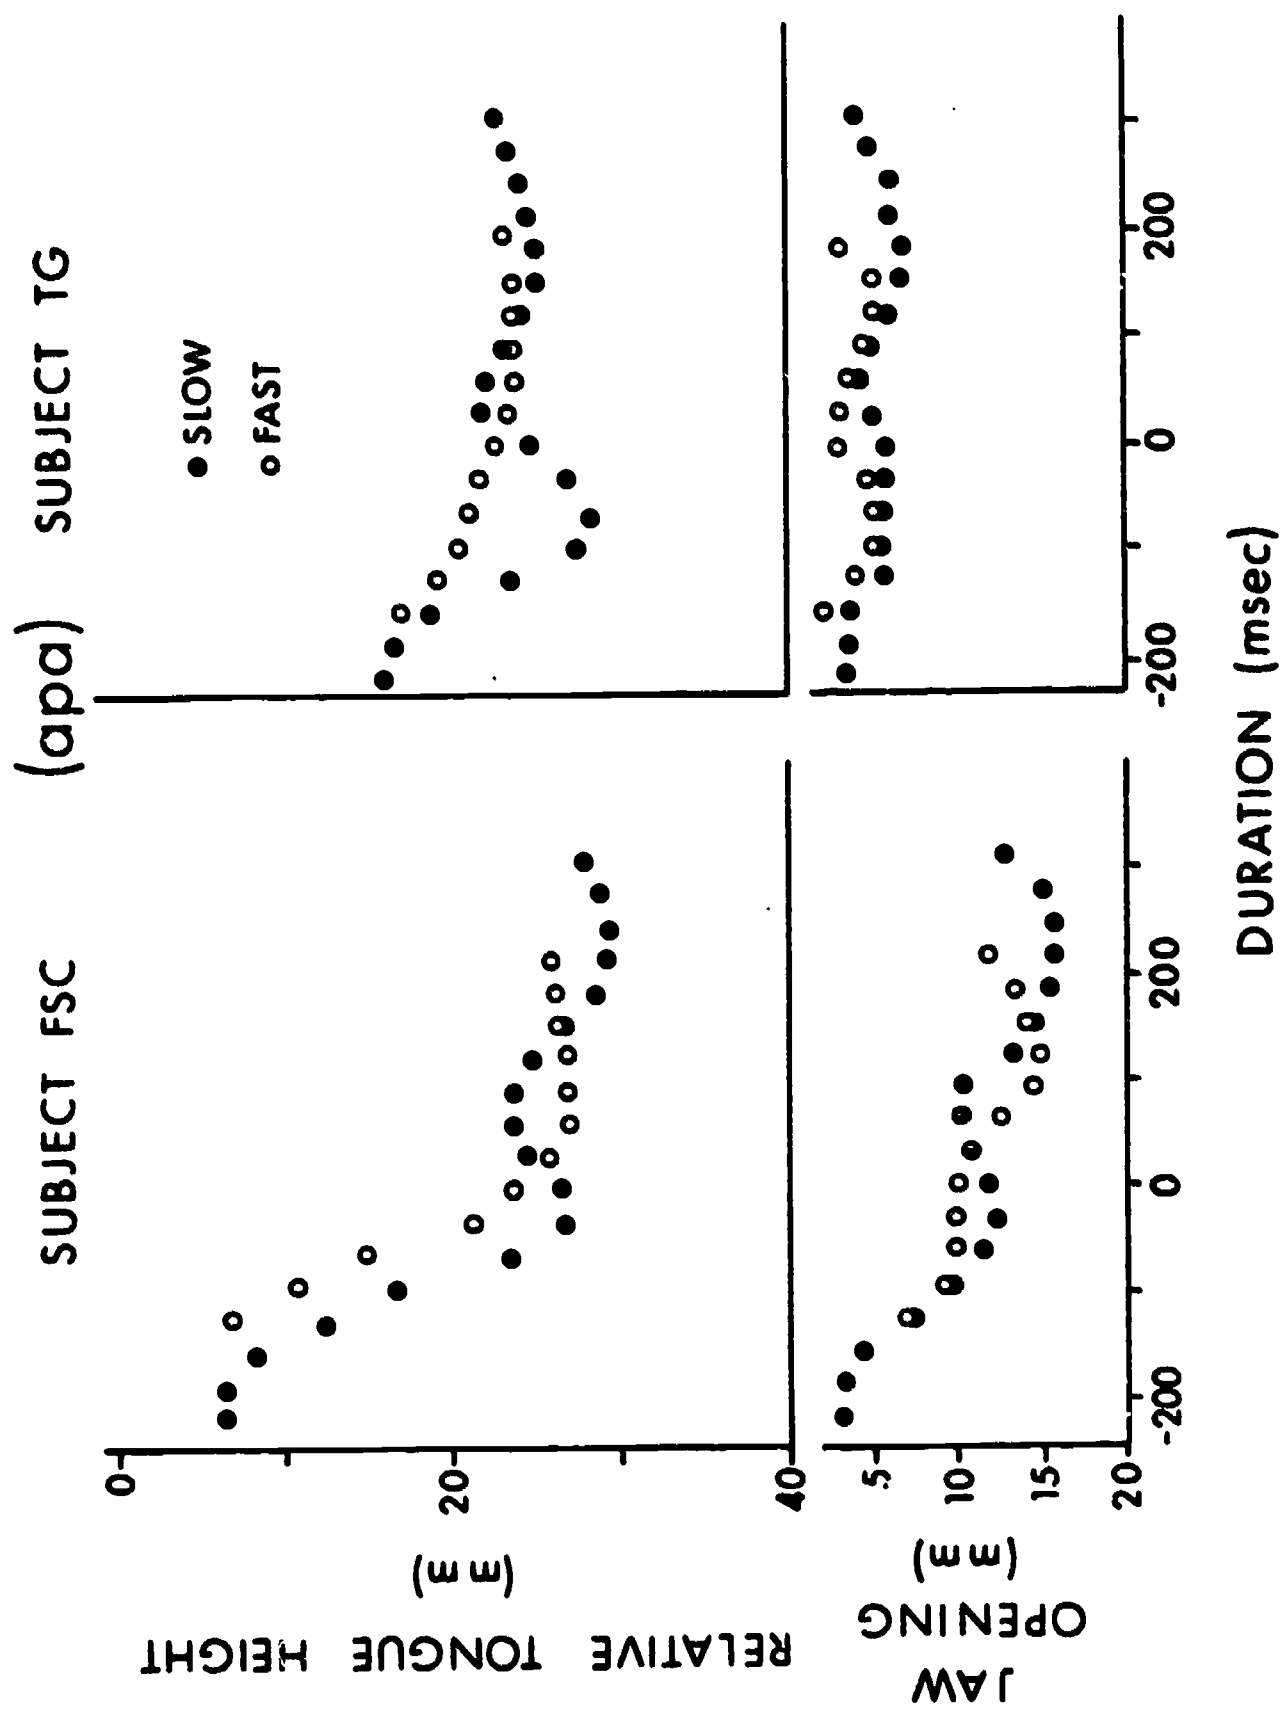 (apa)
SUBJECT FSC
SUBJECT TG
SLOW
FAST
RELATIVE TONGUE HEIGHT
(mm)
0
20
40
JAW
OPENING
(mm)
5
10
15
20
-200 0 200
-200 0 200
DURATION (msec)